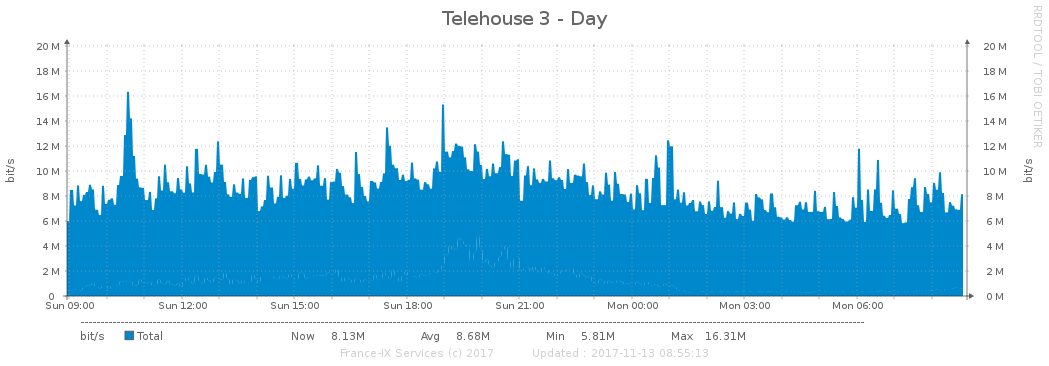 Telehouse 3 - Day
RRDTOOL / TOBI OETIKER
bit/s
20 M 20 M
18 M 18 M
16 M 16 M
14 M 14 M
12 M 12 M
10 M 10 M
8 M 8 M
6 M 6 M
4 M 4 M
2 M 2 M
0 0 M
bit/s
Sun 09:00 Sun 12:00 Sun 15:00 Sun 18:00 Sun 21:00 Mon 00:00 Mon 03:00 Mon 06:00
bit/s Total Now 8.13M Avg 8.68M Min 5.81M Max 16.31M
France-IX Services (c) 2017 Updated : 2017-11-13 08:55:13